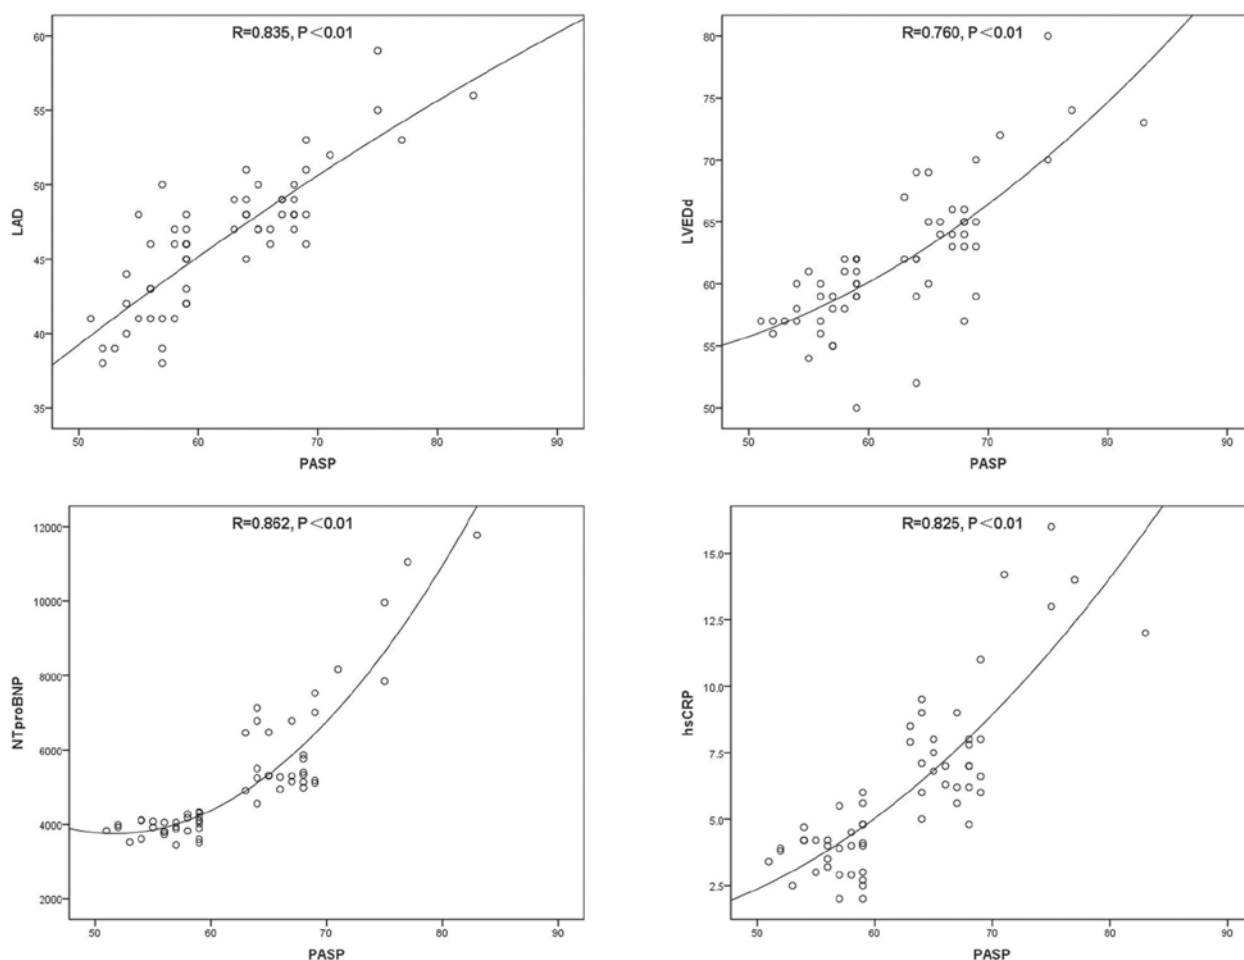 R=0.835, P<0.01
60
55
50
45
40
35
LAD
50 60 70 80 90
PASP
R=0.760, P<0.01
80
75
70
65
60
55
50
LVEDd
50 60 70 80 90
PASP
R=0.862, P<0.01
12000
10000
8000
6000
4000
2000
NTproBNP
50 60 70 80 90
PASP
R=0.825, P<0.01
15.0
12.5
10.0
7.5
5.0
2.5
hsCRP
50 60 70 80 90
PASP